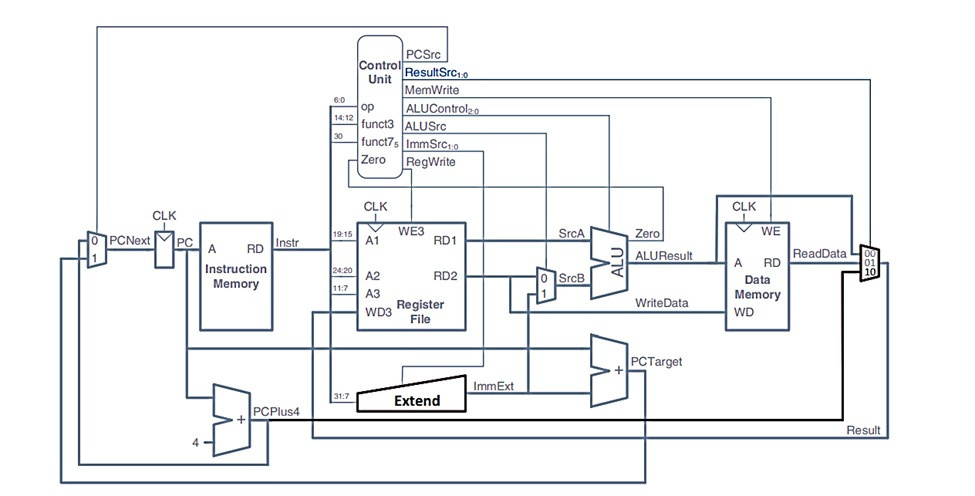 PCSrc
Control
Unit
ResultSrc1:0
MemWrite
6:0
op
ALUControl2:0
14:12
funct3
ALUSrc
30
funct75
ImmSrc1:0
Zero
RegWrite
CLK
CLK
CLK
0
1
PCNext
PC
A
RD
Instruction
Memory
Instr
19:15
A1
WE3
RD1
24:20
A2
RD2
11:7
A3
WD3
Register
File
SrcA
0
1
SrcB
ALU
Zero
ALUResult
WriteData
WE
A
RD
Data
Memory
WD
ReadData
00
01
10
+
PCTarget
31:7
Extend
ImmExt
4
+
PCPlus4
Result